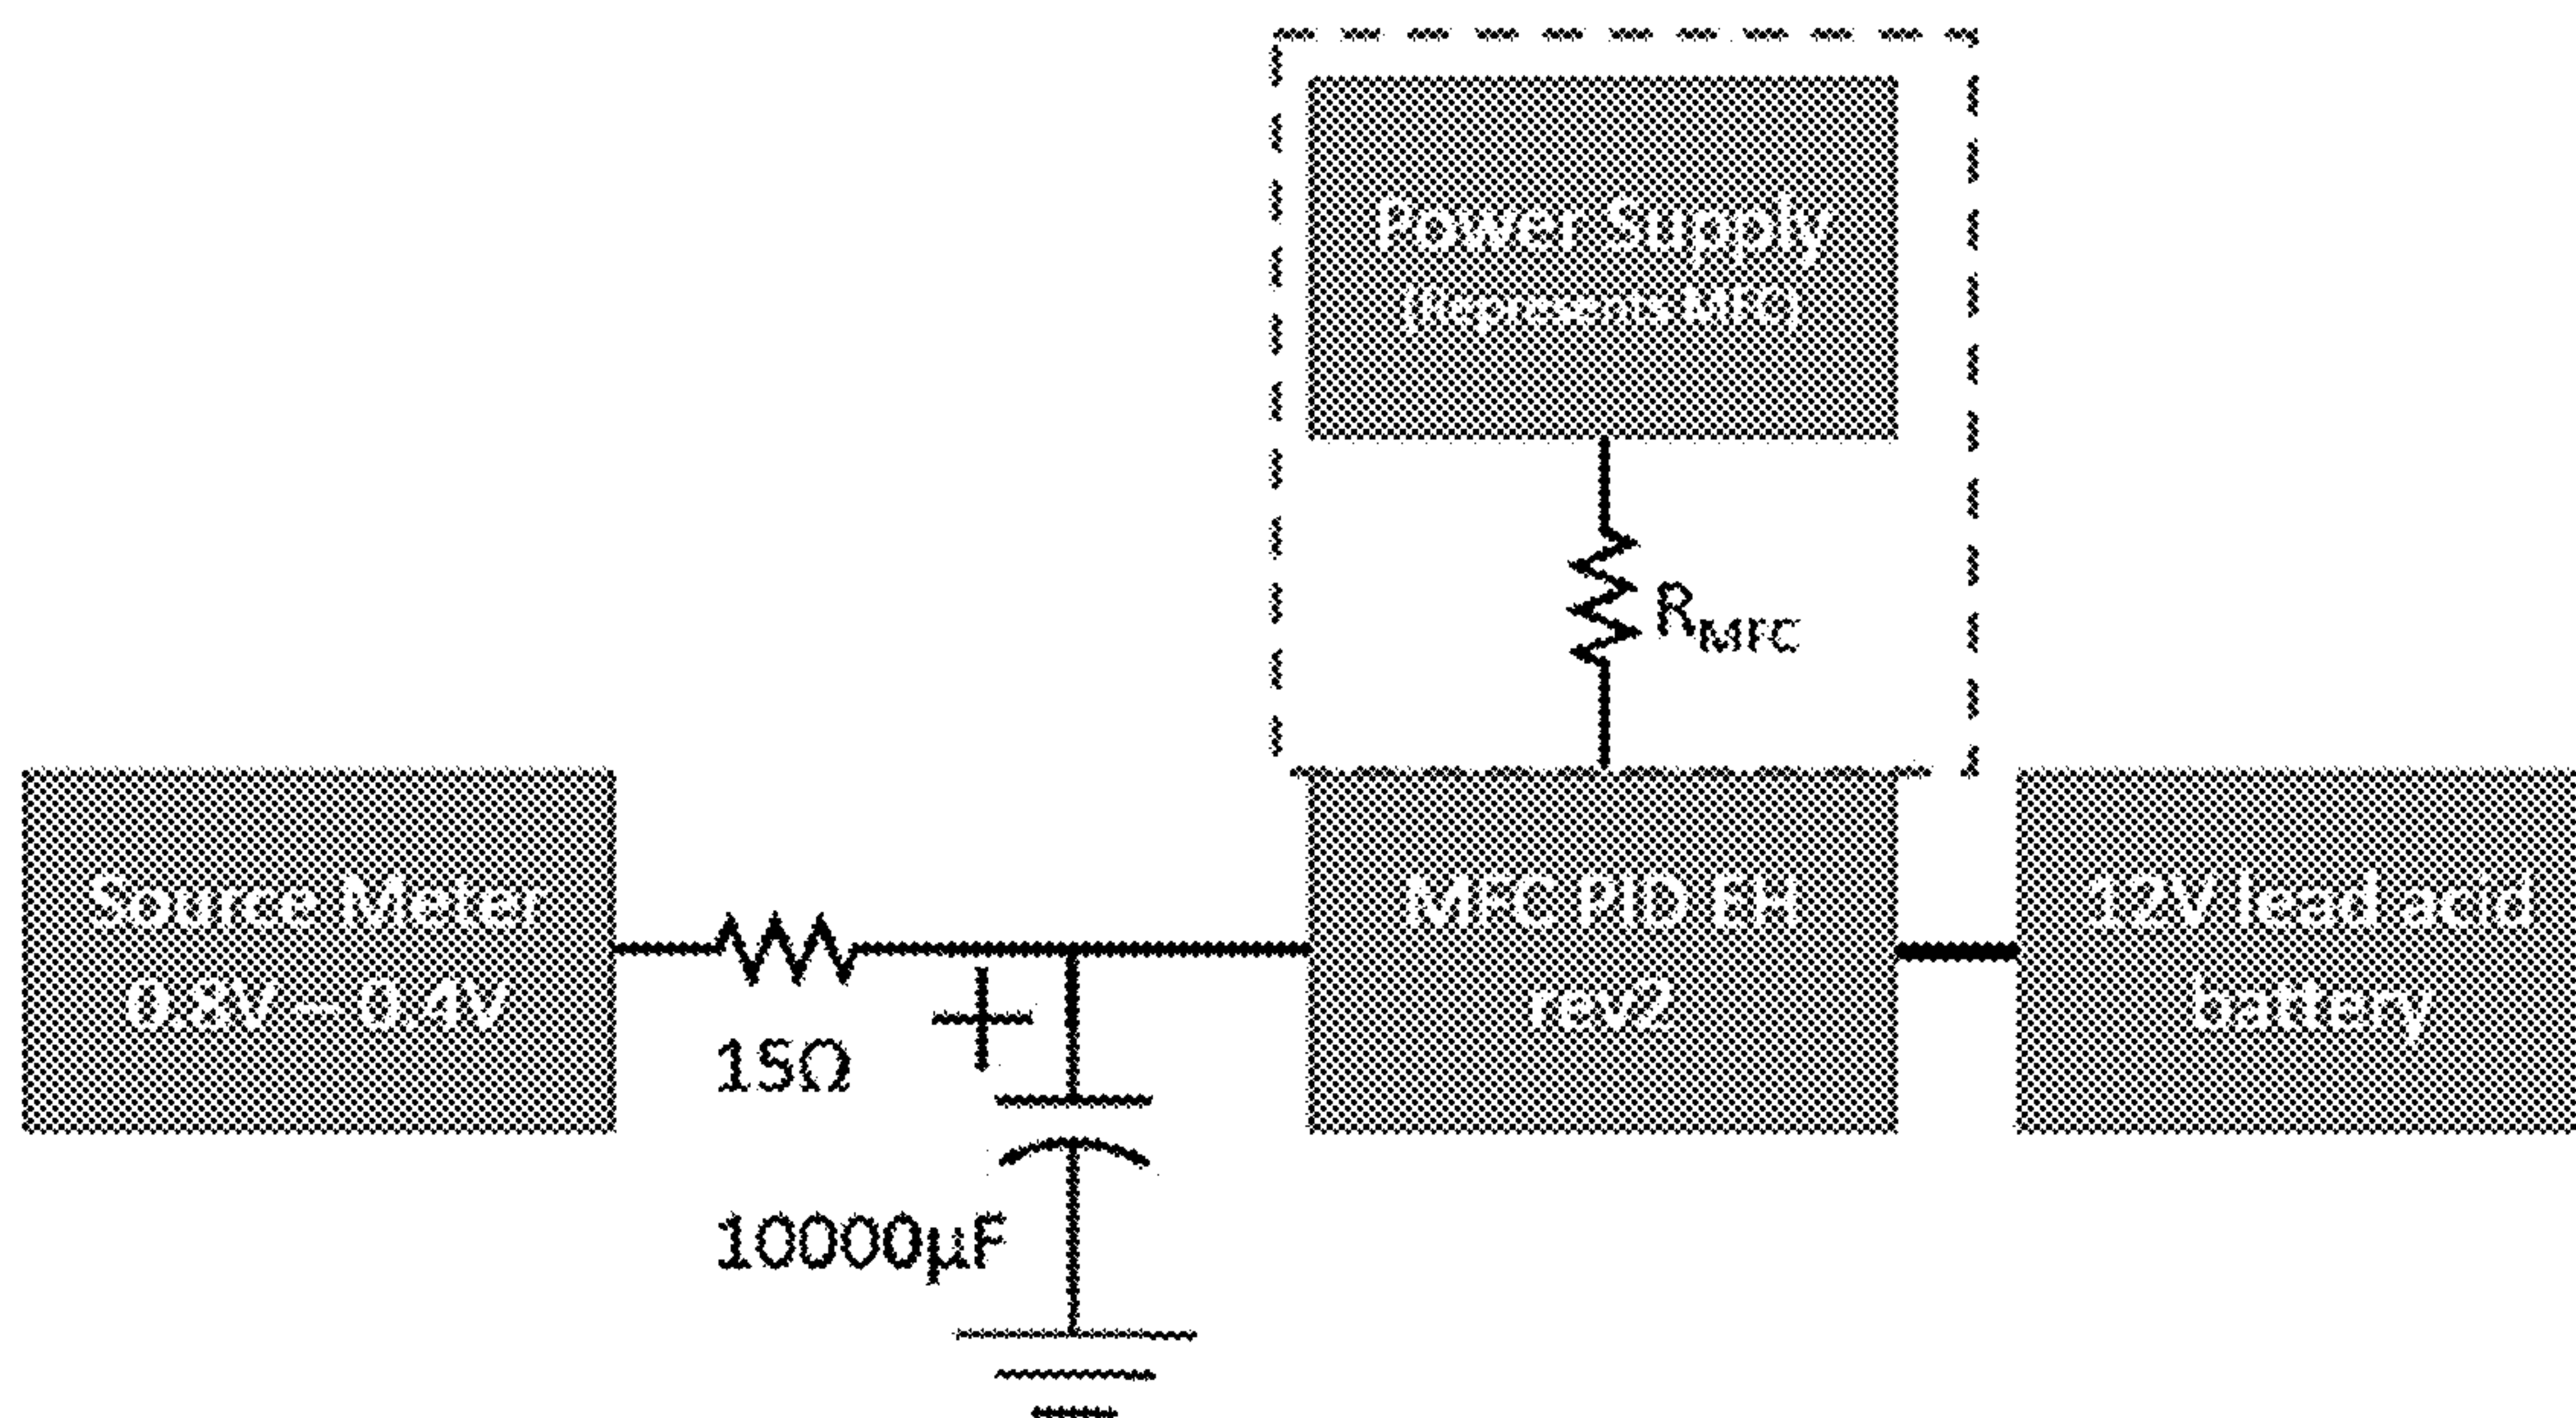 Power Supply
(Represents MFC)
R_MFC
Source Meter
0.8V – 0.4V
15Ω
10000µF
MFC PID EH
rev2
12V lead acid
battery